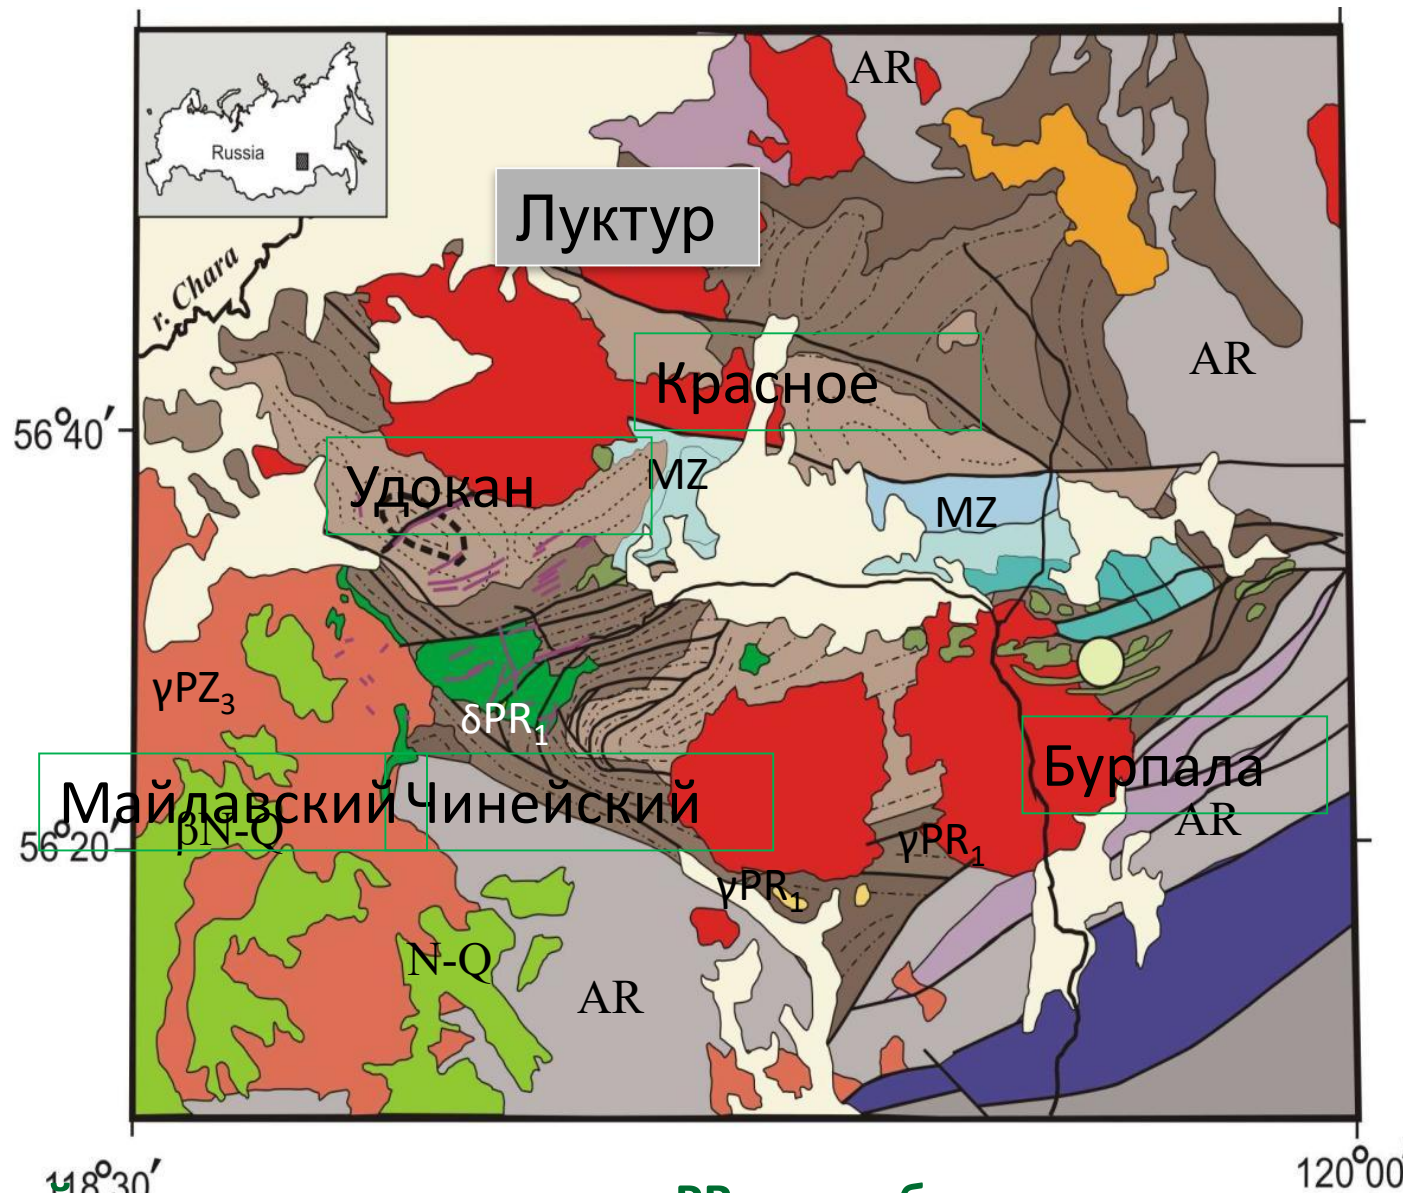 AR
Russia
Луктур
r. Chara
AR
Красное
56°40′
Удокан
MZ
MZ
γPZ₃
δPR₁
Бурпала
Майлавский
Чинейский
βN-Q
56°20′
AR
γPR₁
γPR₁
N-Q
AR
118°30′
120°00′